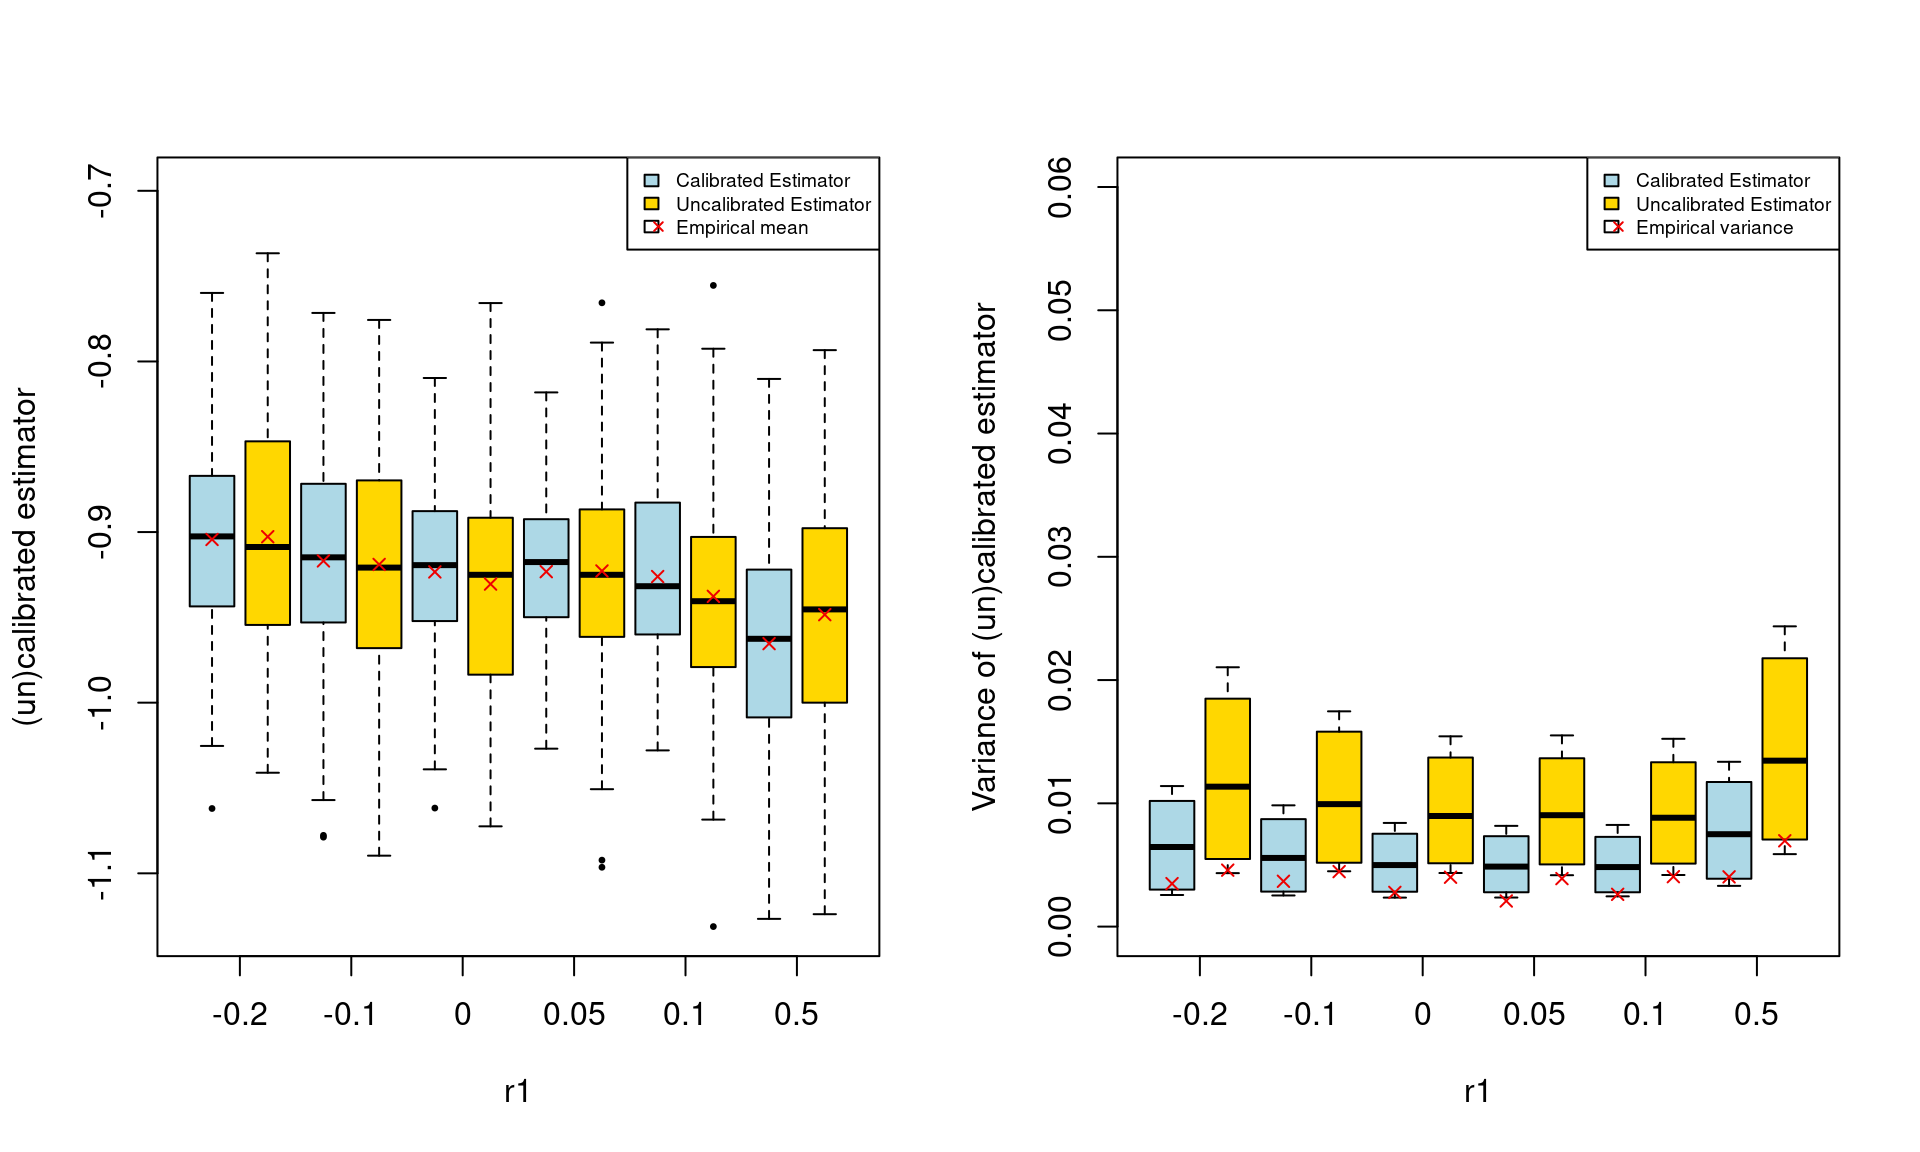 (un)calibrated estimator
-0.7
-0.8
-0.9
-1.0
-1.1
Calibrated Estimator
Uncalibrated Estimator
Empirical mean
-0.2 -0.1 0 0.05 0.1 0.5
r1
Variance of (un)calibrated estimator
0.06
0.05
0.04
0.03
0.02
0.01
0.00
Calibrated Estimator
Uncalibrated Estimator
Empirical variance
-0.2 -0.1 0 0.05 0.1 0.5
r1